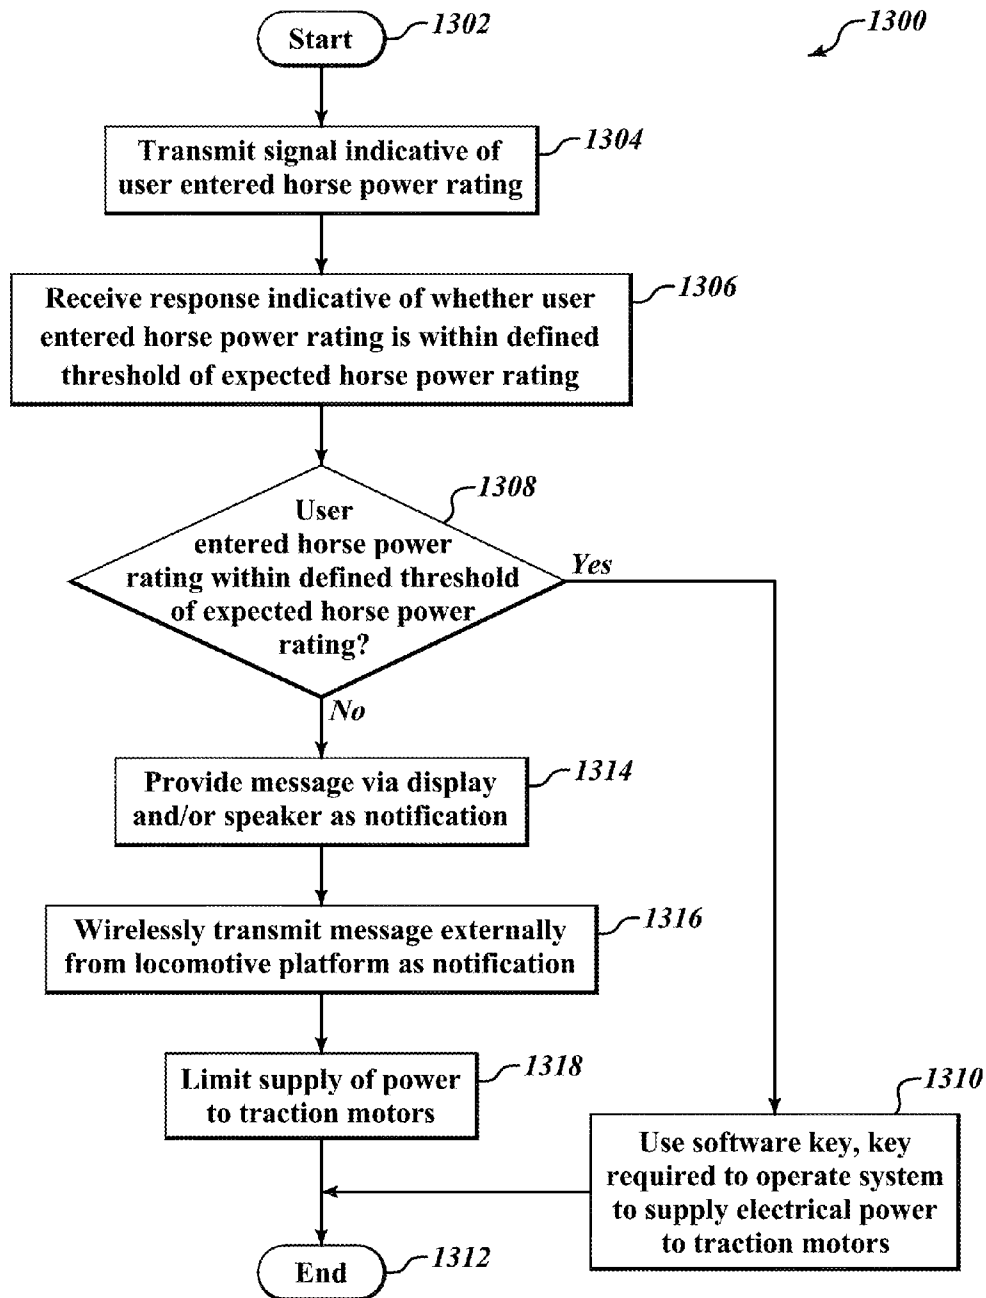 1300
Start
1302
Transmit signal indicative of
user entered horse power rating
1304
Receive response indicative of whether user
entered horse power rating is within defined
threshold of expected horse power rating
1306
User
entered horse power
rating within defined threshold
of expected horse power
rating?
1308
Yes
No
Provide message via display
and/or speaker as notification
1314
Wirelessly transmit message externally
from locomotive platform as notification
1316
Limit supply of power
to traction motors
1318
Use software key, key
required to operate system
to supply electrical power
to traction motors
1310
End
1312